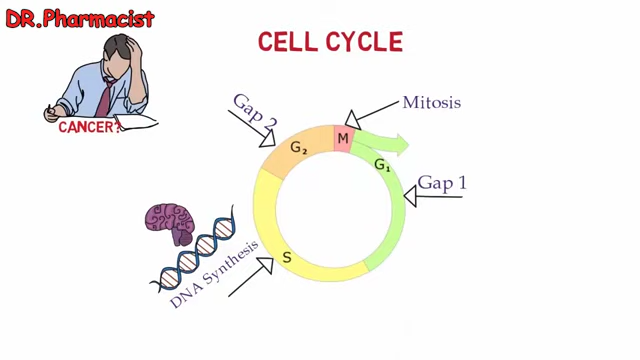 DR.Pharmacist
CELL CYCLE
CANCER?
Gap 2
Mitosis
G₂
M
G₁
Gap 1
DNA Synthesis
S